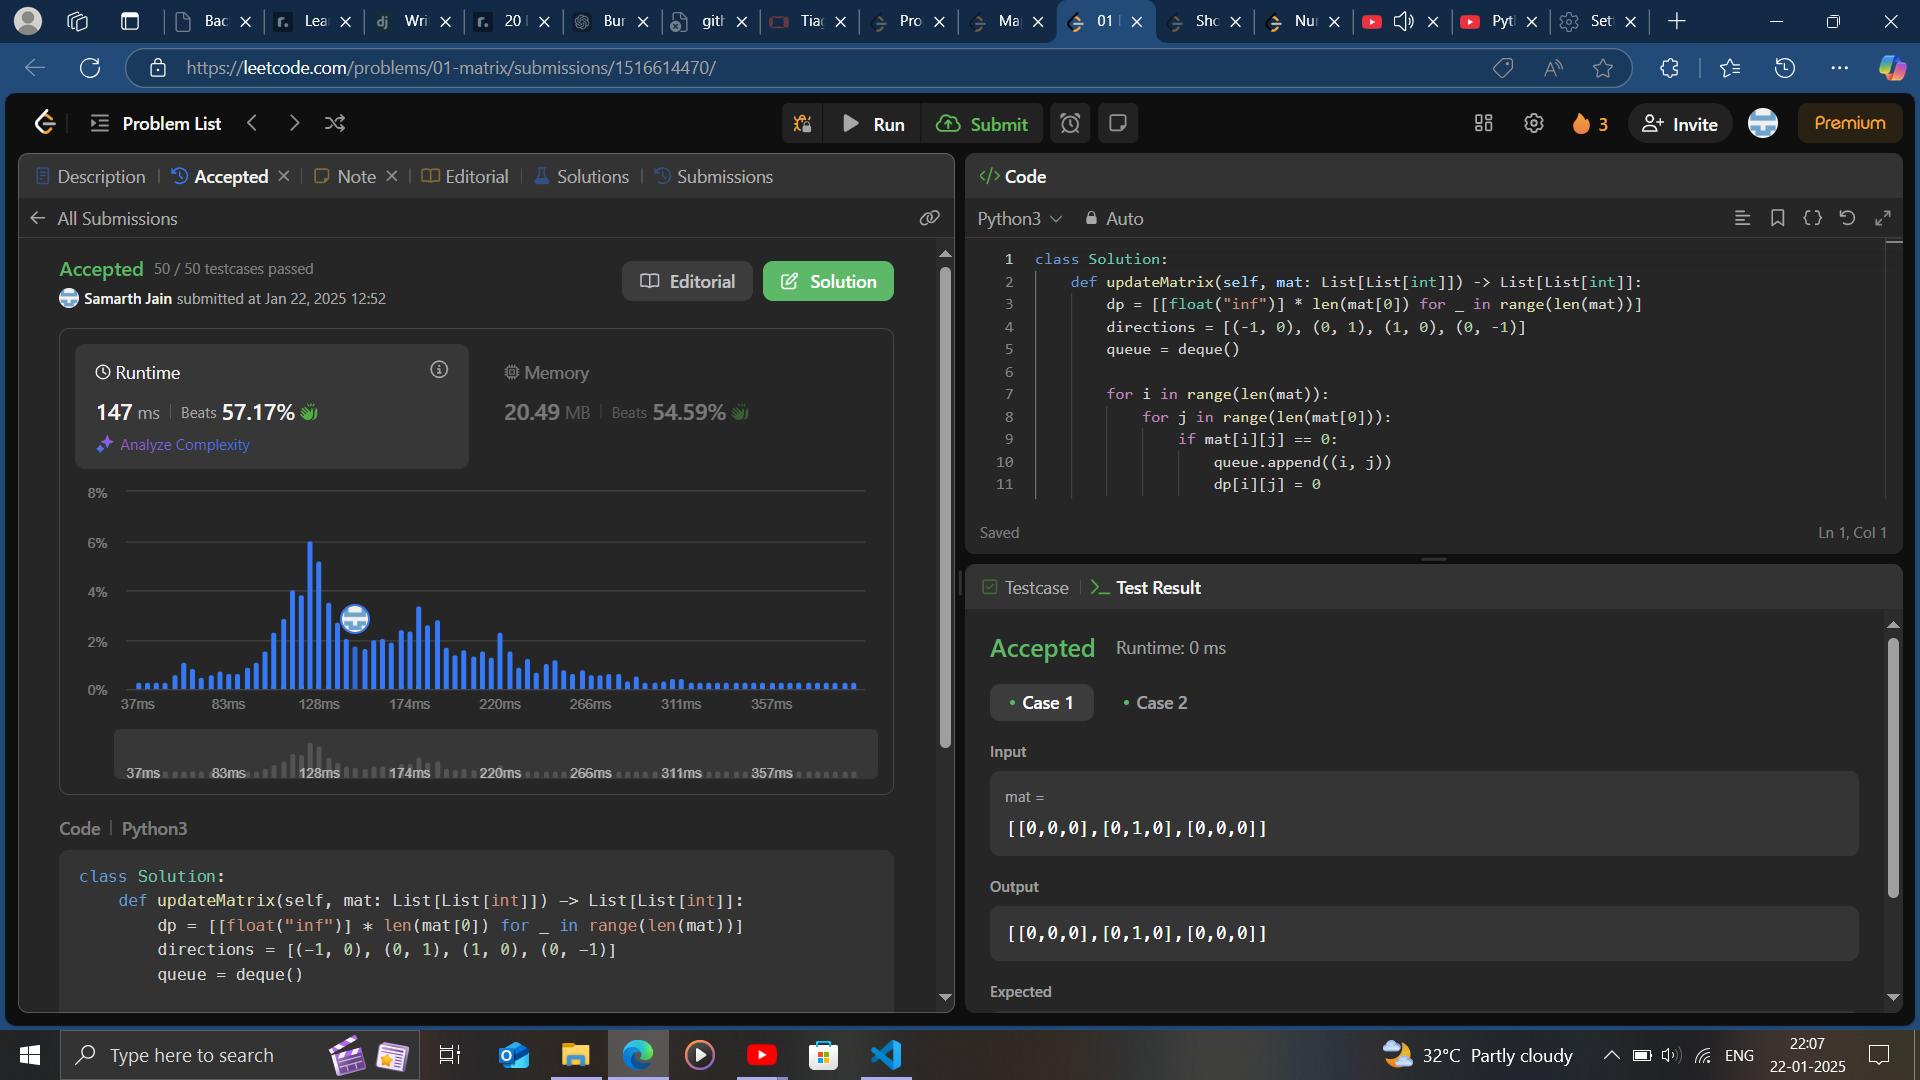 Bac
Lea
Wri
20
Bur
gith
Tiag
Pro
Ma
01
Sho
Nu
Pyt
Set
https://leetcode.com/problems/01-matrix/submissions/1516614470/
Problem List
Run
Submit
3
Invite
Premium
Description
Accepted
Note
Editorial
Solutions
Submissions
All Submissions
Accepted 50 / 50 testcases passed
Samarth Jain submitted at Jan 22, 2025 12:52
Editorial
Solution
Runtime
147 ms | Beats 57.17%
Analyze Complexity
Memory
20.49 MB | Beats 54.59%
8%
6%
4%
2%
0%
37ms 83ms 128ms 174ms 220ms 266ms 311ms 357ms
37ms 83ms 128ms 174ms 220ms 266ms 311ms 357ms
Code | Python3
class Solution:
def updateMatrix(self, mat: List[List[int]]) -> List[List[int]]:
dp = [[float("inf")] * len(mat[0]) for _ in range(len(mat))]
directions = [(-1, 0), (0, 1), (1, 0), (0, -1)]
queue = deque()
</> Code
Python3
Auto
1 class Solution:
2 def updateMatrix(self, mat: List[List[int]]) -> List[List[int]]:
3 dp = [[float("inf")] * len(mat[0]) for _ in range(len(mat))]
4 directions = [(-1, 0), (0, 1), (1, 0), (0, -1)]
5 queue = deque()
6
7 for i in range(len(mat)):
8 for j in range(len(mat[0])):
9 if mat[i][j] == 0:
10 queue.append((i, j))
11 dp[i][j] = 0
Saved
Ln 1, Col 1
Testcase
Test Result
Accepted Runtime: 0 ms
Case 1
Case 2
Input
mat =
[[0,0,0],[0,1,0],[0,0,0]]
Output
[[0,0,0],[0,1,0],[0,0,0]]
Expected
Type here to search
32°C Partly cloudy
ENG
22:07
22-01-2025